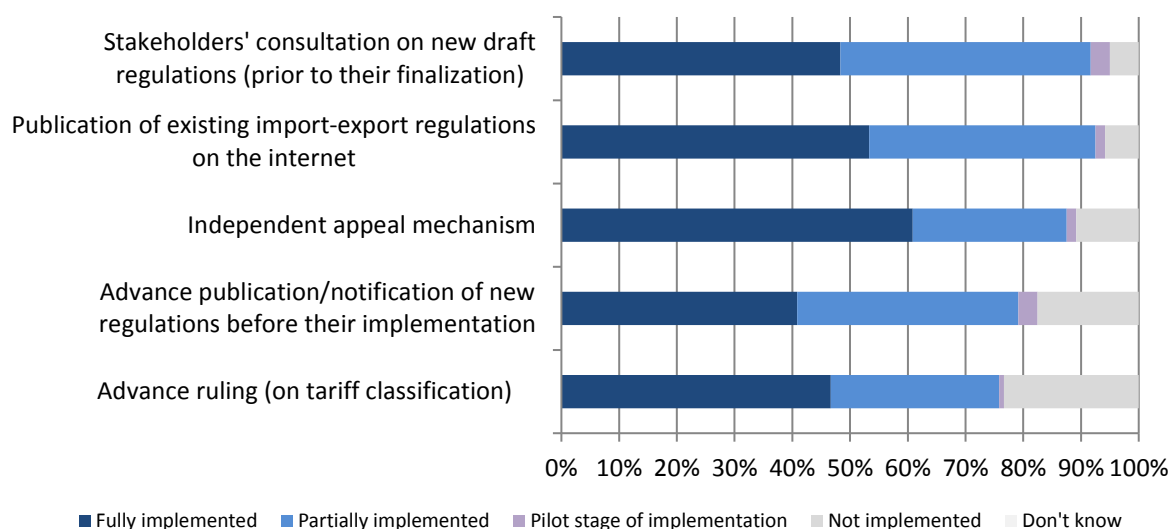 Stakeholders' consultation on new draft
regulations (prior to their finalization)
Publication of existing import-export regulations
on the internet
Independent appeal mechanism
Advance publication/notification of new
regulations before their implementation
Advance ruling (on tariff classification)
0% 10% 20% 30% 40% 50% 60% 70% 80% 90% 100%
Fully implemented Partially implemented Pilot stage of implementation Not implemented Don't know